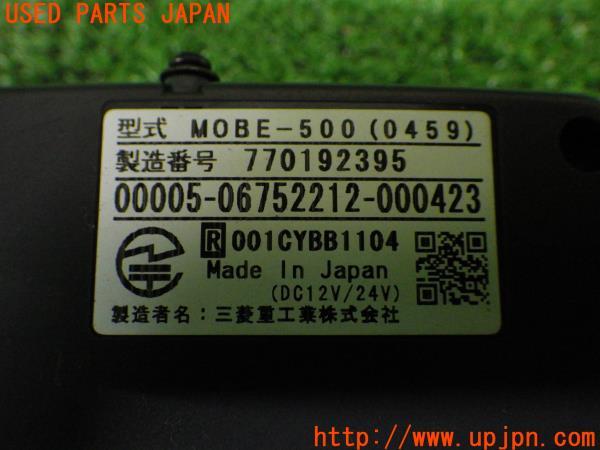 USED PARTS JAPAN
型式 MOBE-500(0459)
製造番号 770192395
00005-06752212-000423
R 001CYBB1104
Made In Japan
(DC12V/24V)
製造者名:三菱重工業株式会社
http://www.upjpn.com/